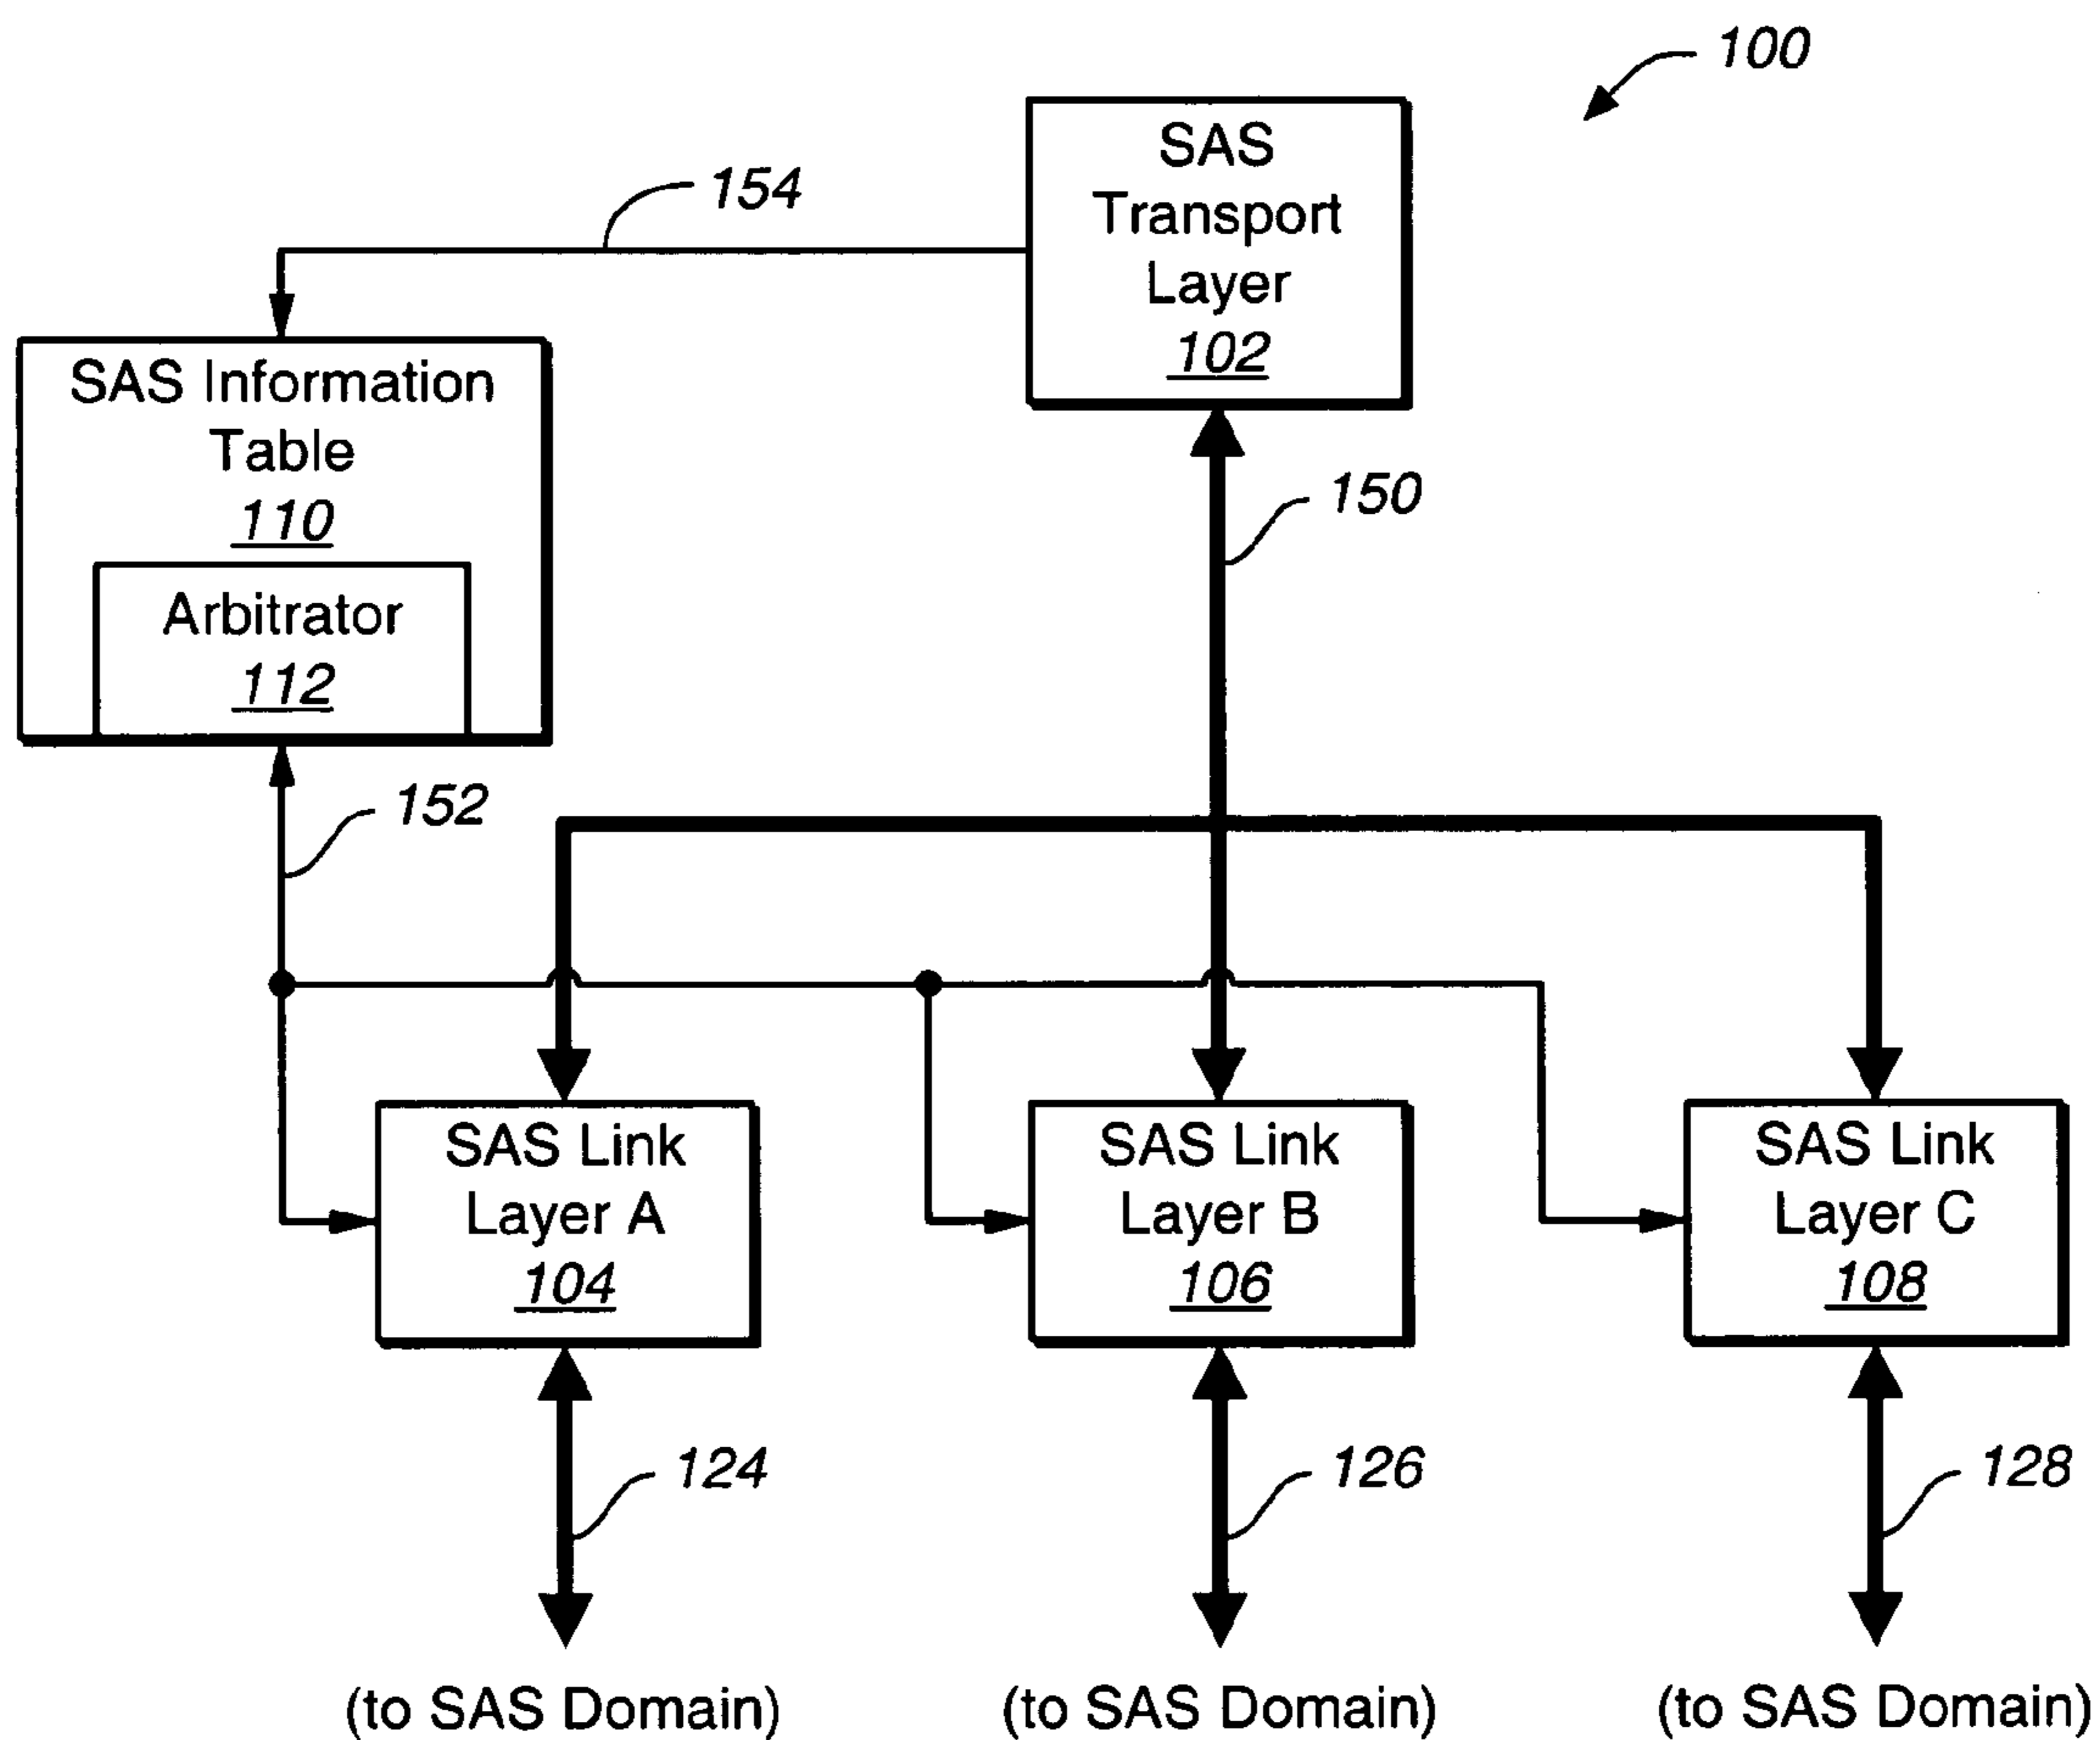 100
SAS
Transport
Layer
102
154
SAS Information
Table
110
Arbitrator
112
150
152
SAS Link
Layer A
104
SAS Link
Layer B
106
SAS Link
Layer C
108
124
126
128
(to SAS Domain)
(to SAS Domain)
(to SAS Domain)